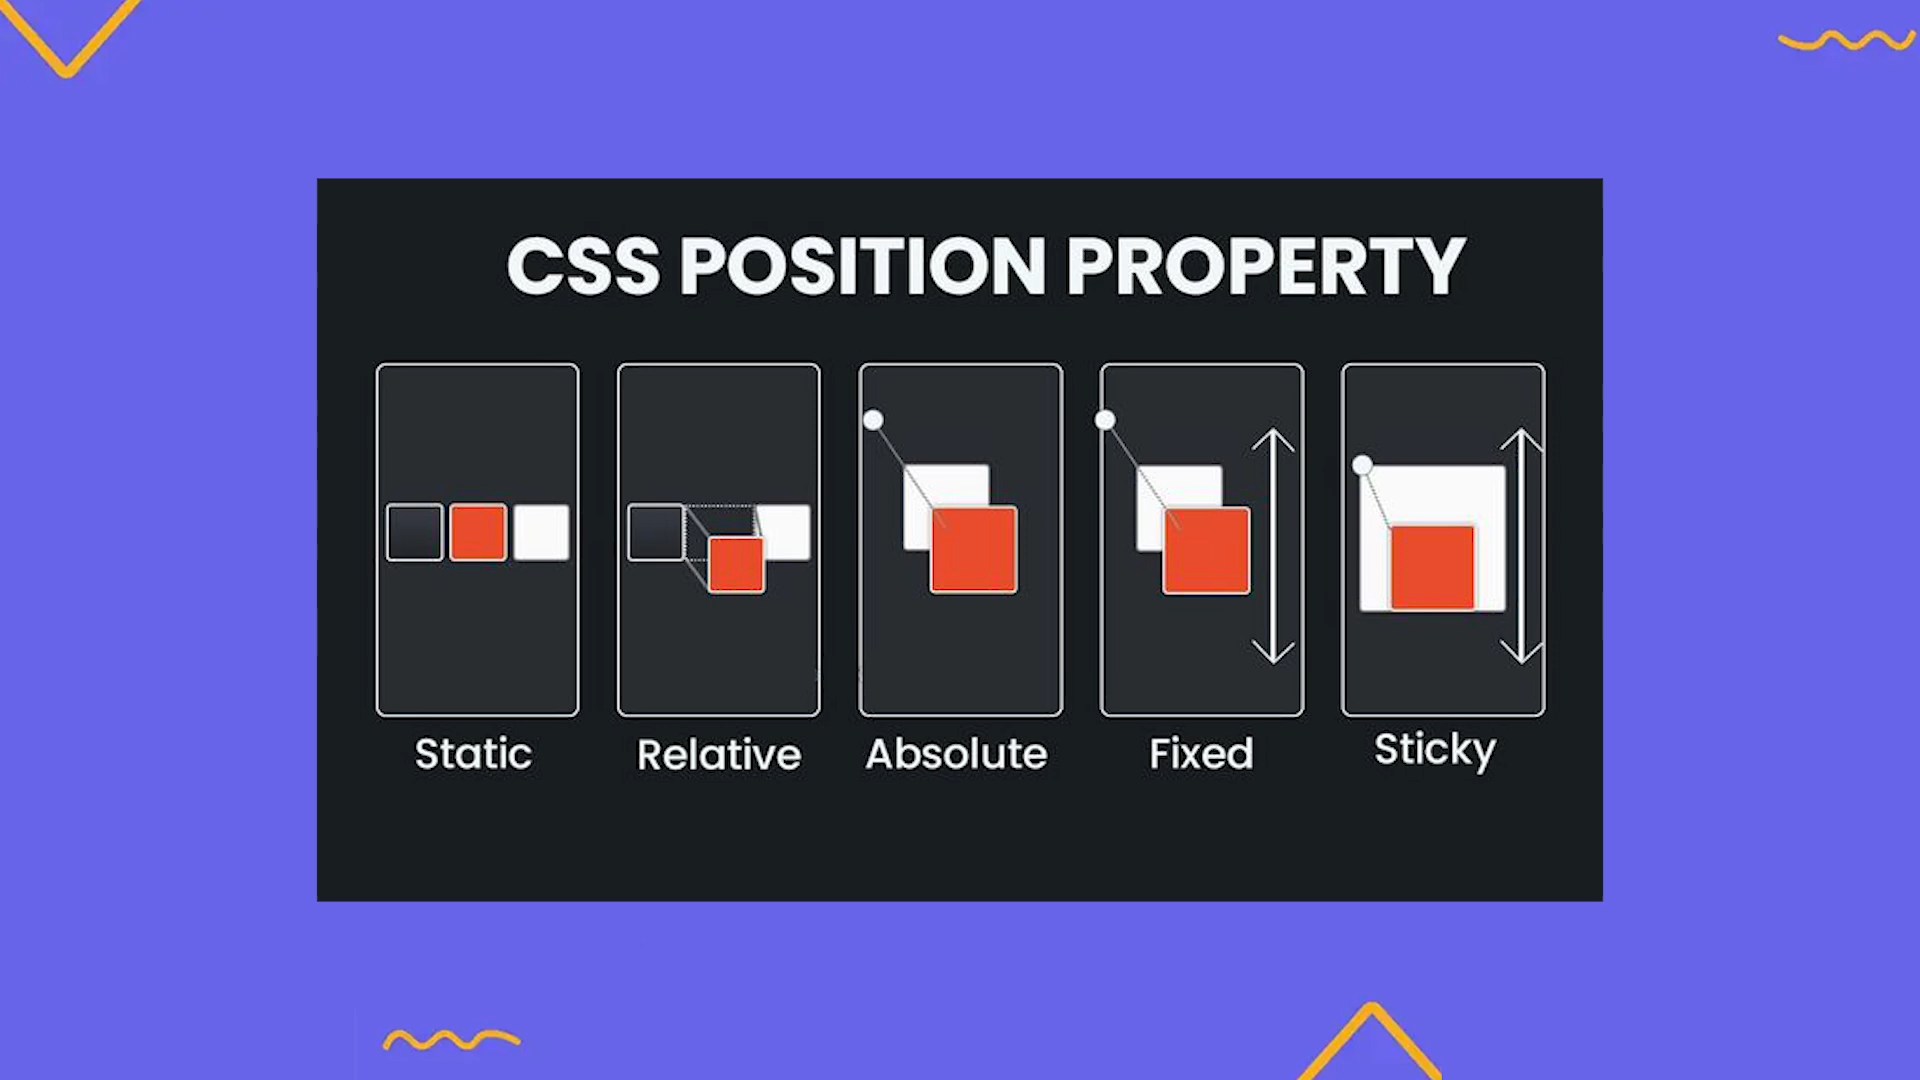 CSS POSITION PROPERTY
Static
Relative
Absolute
Fixed
Sticky